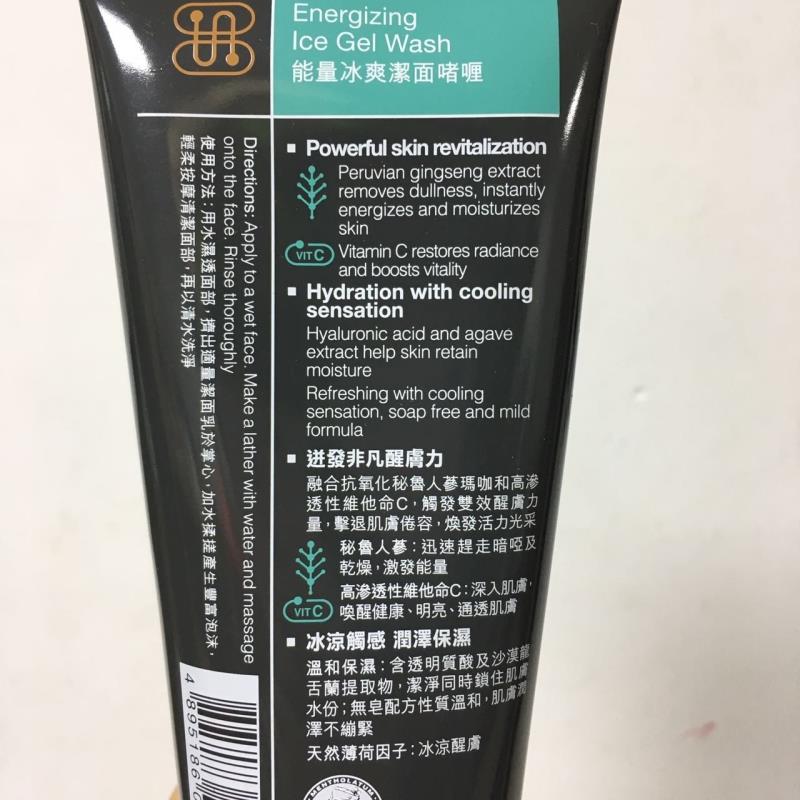 Energizing
Ice Gel Wash
能量冰爽潔面啫喱
Powerful skin revitalization
Peruvian gingseng extract
removes dullness, instantly
energizes and moisturizes
skin
VIT C
Vitamin C restores radiance
and boosts vitality
Hydration with cooling
sensation
Hyaluronic acid and agave
extract help skin retain
moisture
Refreshing with cooling
sensation, soap free and mild
formula
迸發非凡醒膚力
融合抗氧化秘魯人蔘瑪咖和高滲
透性維他命C，觸發雙效醒膚力
量，擊退肌膚倦容，煥發活力光采
秘魯人蔘：迅速趕走暗啞及
乾燥，激發能量
VIT C
高滲透性維他命C：深入肌膚，
喚醒健康、明亮、通透肌膚
冰涼觸感 潤澤保濕
溫和保濕：含透明質酸及沙漠龍
舌蘭提取物，潔淨同時鎖住肌膚
水份；無皂配方性質溫和，肌膚潤
澤不繃緊
天然薄荷因子：冰涼醒膚
Directions: Apply to a wet face. Make a lather with water and massage
onto the face. Rinse thoroughly
使用方法：用水濕透面部，擠出適量潔面乳於掌心，加水揉搓產生豐富泡沫，
輕柔按摩清潔面部，再以清水洗淨
4 895186
MENTHOLATUM